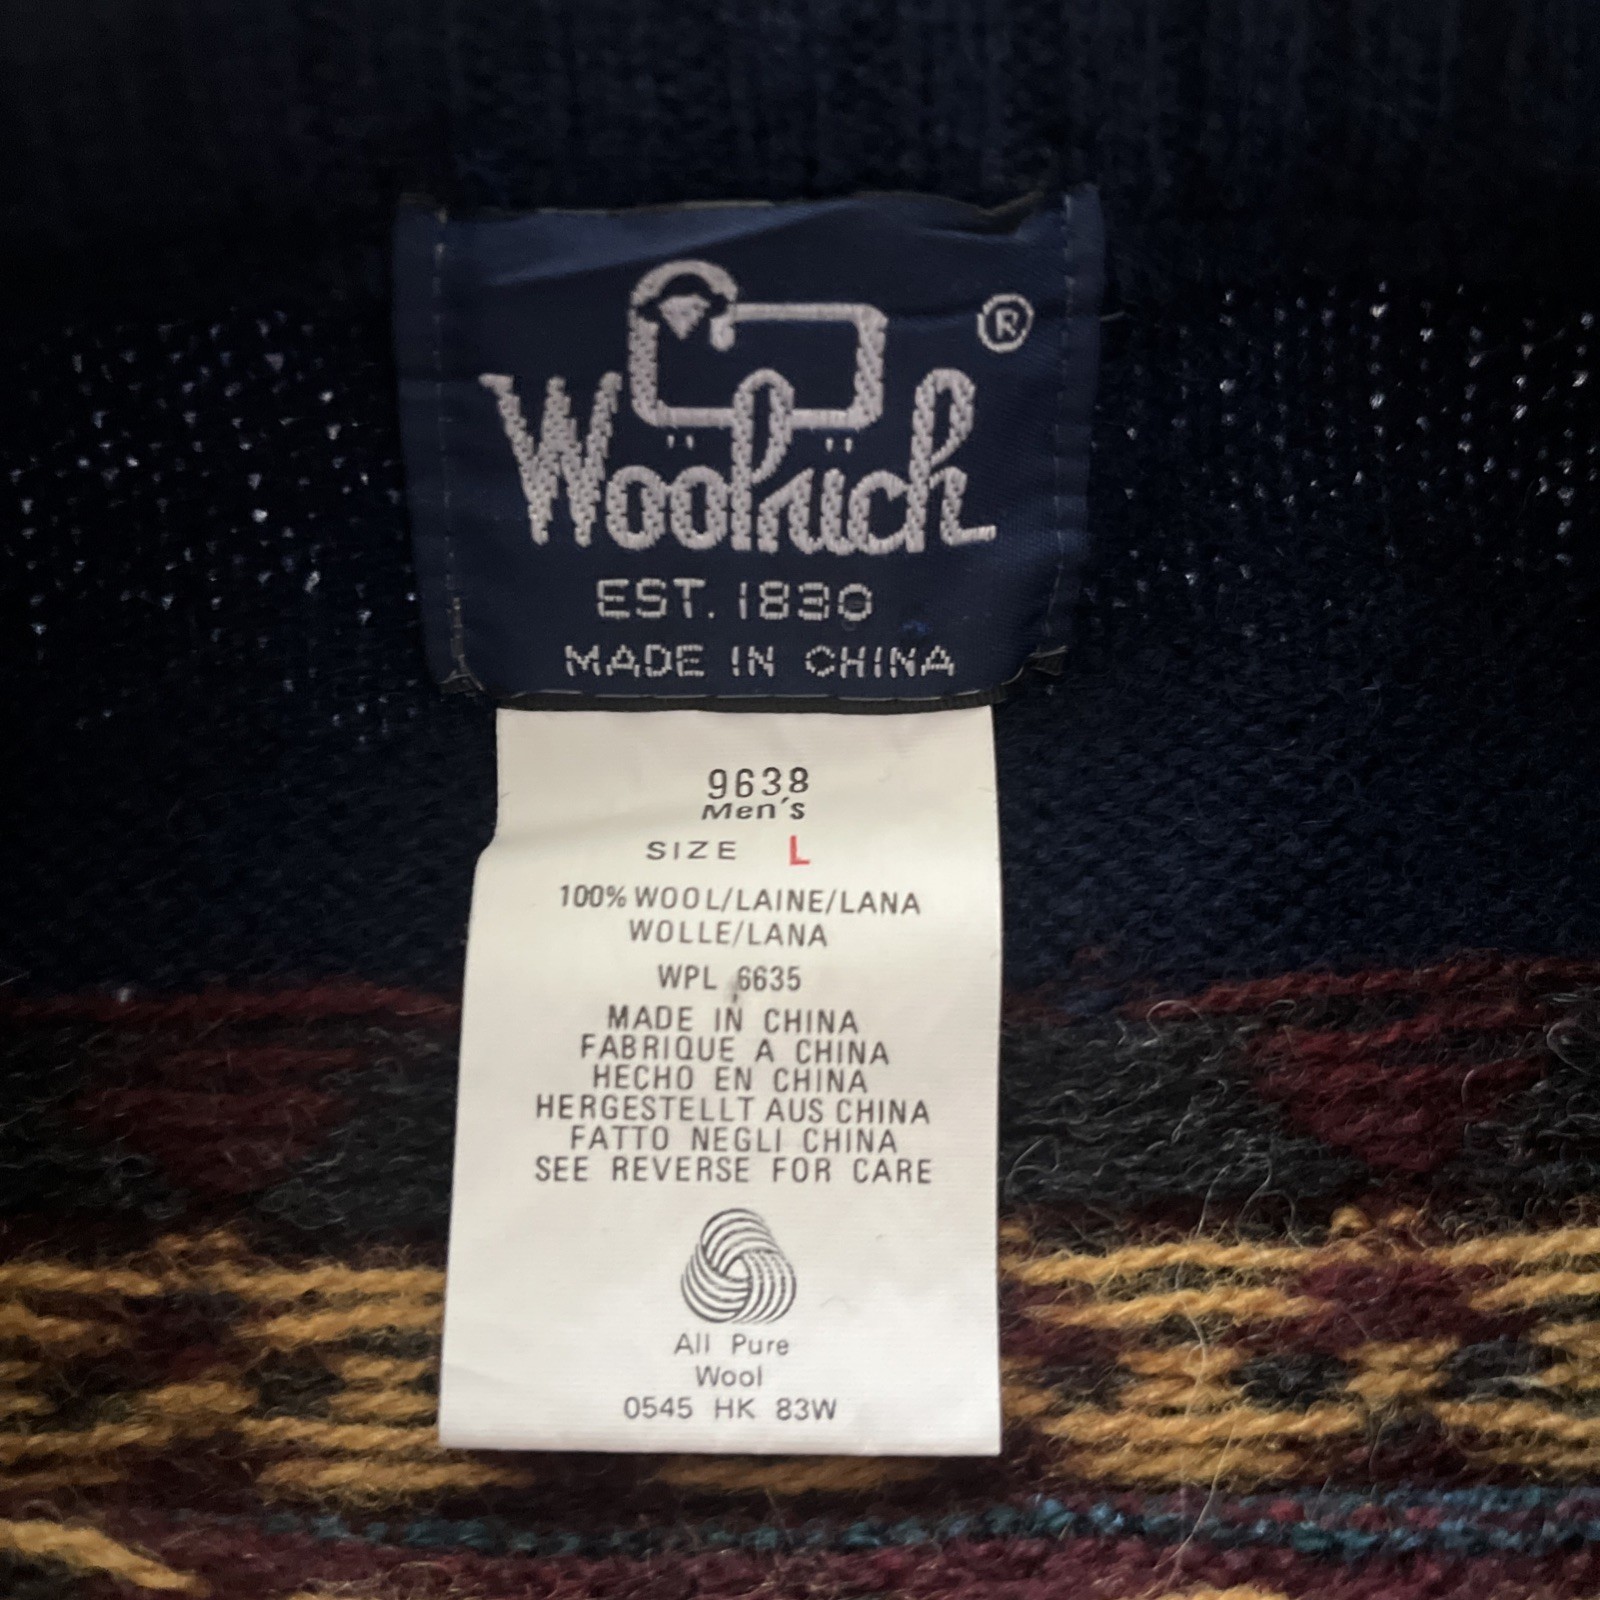 Woolrich ®
EST. 1830
MADE IN CHINA
9638
Men's
SIZE L
100% WOOL/LAINE/LANA
WOLLE/LANA
WPL 6635
MADE IN CHINA
FABRIQUE A CHINA
HECHO EN CHINA
HERGESTELLT AUS CHINA
FATTO NEGLI CHINA
SEE REVERSE FOR CARE
All Pure
Wool
0545 HK 83W